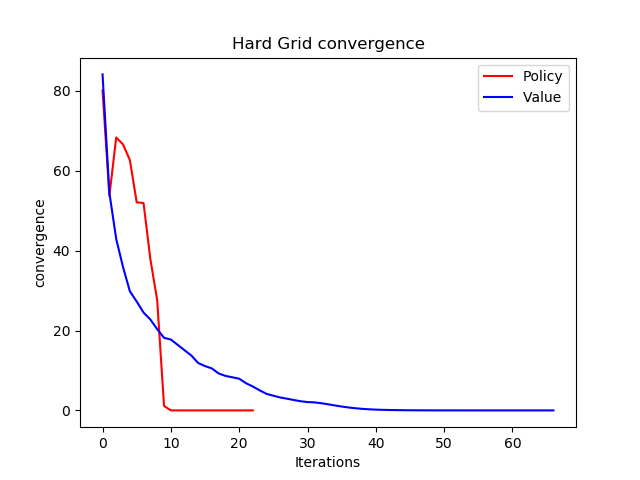 Hard Grid convergence
Policy
Value
convergence
80
60
40
20
0
0 10 20 30 40 50 60
Iterations